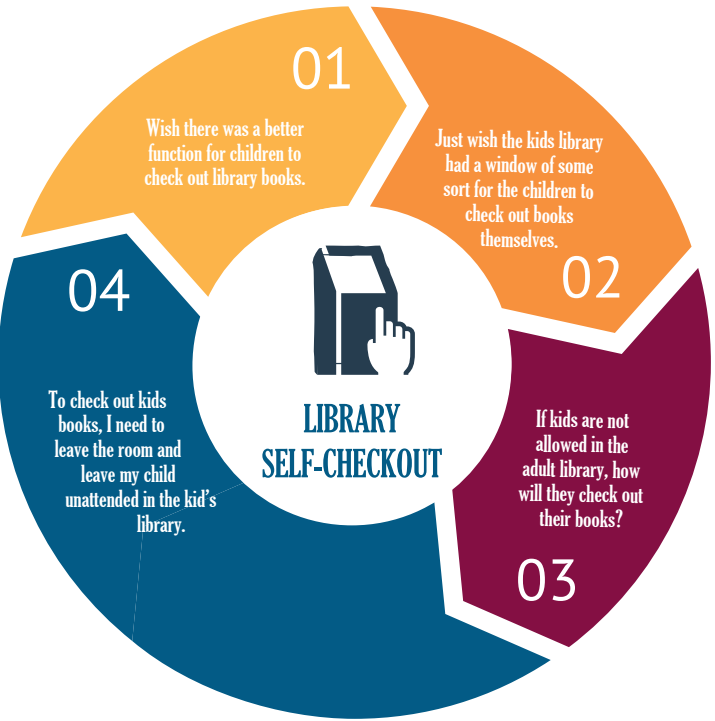 01
Wish there was a better
function for children to
check out library books.
Just wish the kids library
had a window of some
sort for the children to
check out books
themselves.
02
If kids are not
allowed in the
adult library, how
will they check out
their books?
03
04
To check out kids
books, I need to
leave the room and
leave my child
unattended in the kid’s
library.
LIBRARY
SELF-CHECKOUT